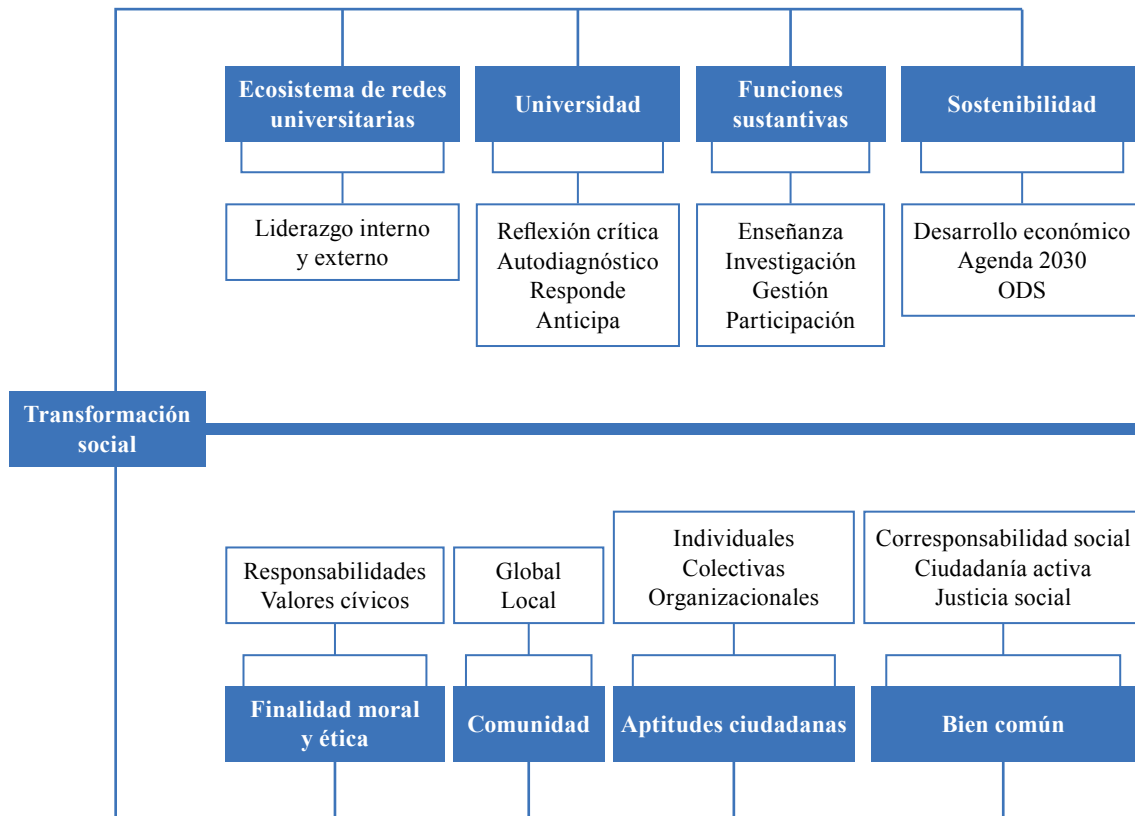 Ecosistema de redes
universitarias
Universidad
Funciones
sustantivas
Sostenibilidad
Liderazgo interno
y externo
Reflexión crítica
Autodiagnóstico
Responde
Anticipa
Enseñanza
Investigación
Gestión
Participación
Desarrollo económico
Agenda 2030
ODS
Transformación
social
Responsabilidades
Valores cívicos
Global
Local
Individuales
Colectivas
Organizacionales
Corresponsabilidad social
Ciudadanía activa
Justicia social
Finalidad moral
y ética
Comunidad
Aptitudes ciudadanas
Bien común